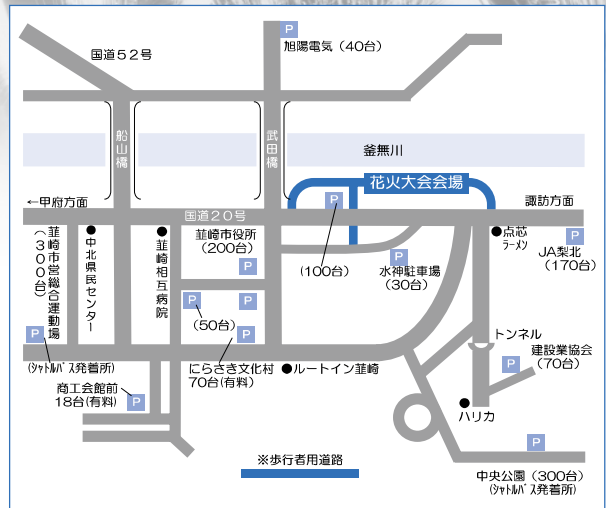 P
旭陽電気（40台）
国道52号
船山橋
武田橋
釜無川
花火大会会場
←甲府方面
国道20号
諏訪方面
P
韮崎市営総合運動場
（300台）
●中北県民センター
●韮崎相互病院
韮崎市役所
（200台）
P
(100台)
P
水神駐車場
（30台）
●点芯
ラーメン
P
JA梨北
（170台）
P
（50台）
P
P
(ｼｬﾄﾙﾊﾞｽ発着所)
にらさき文化村
70台(有料）
●ルートイン韮崎
トンネル
建設業協会
（70台）
P
商工会館前
18台(有料)
P
●
ハリカ
P
中央公園（300台）
(ｼｬﾄﾙﾊﾞｽ発着所)
※歩行者用道路